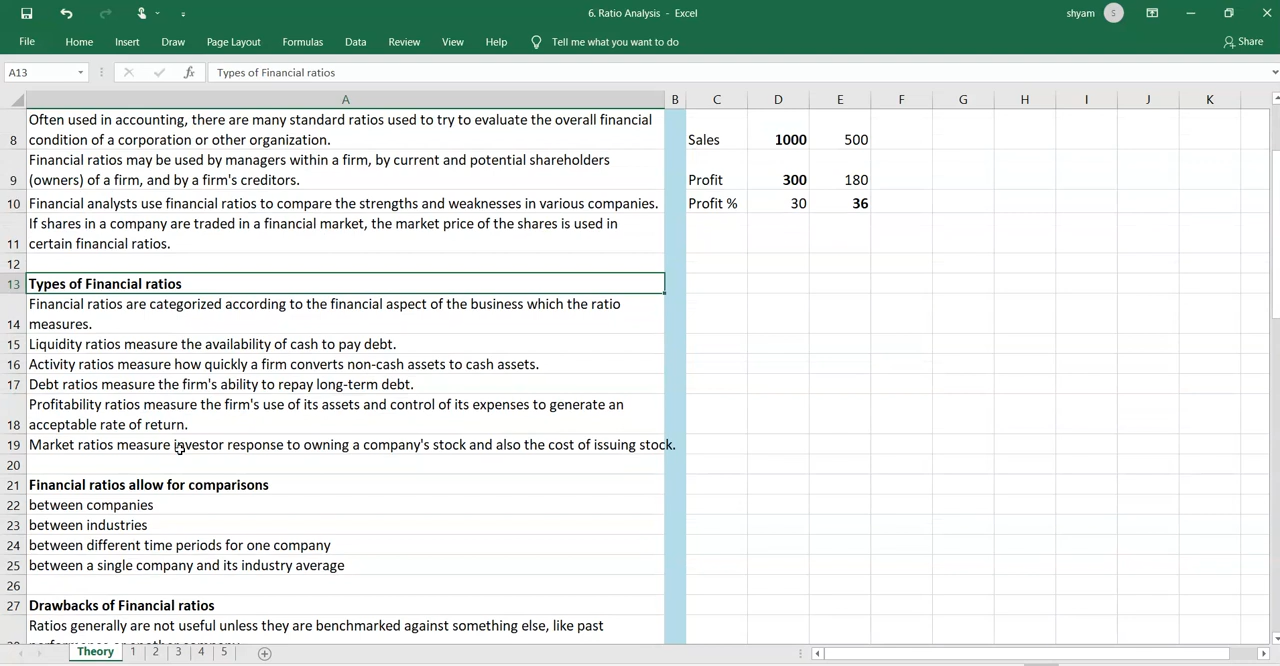 6. Ratio Analysis - Excel
shyam
S
File Home Insert Draw Page Layout Formulas Data Review View Help Tell me what you want to do Share
A13 fx Types of Financial ratios
A B C D E F G H I J K
Often used in accounting, there are many standard ratios used to try to evaluate the overall financial
8 condition of a corporation or other organization. Sales 1000 500
Financial ratios may be used by managers within a firm, by current and potential shareholders
9 (owners) of a firm, and by a firm's creditors. Profit 300 180
10 Financial analysts use financial ratios to compare the strengths and weaknesses in various companies. Profit % 30 36
If shares in a company are traded in a financial market, the market price of the shares is used in
11 certain financial ratios.
12
13 Types of Financial ratios
Financial ratios are categorized according to the financial aspect of the business which the ratio
14 measures.
15 Liquidity ratios measure the availability of cash to pay debt.
16 Activity ratios measure how quickly a firm converts non-cash assets to cash assets.
17 Debt ratios measure the firm's ability to repay long-term debt.
Profitability ratios measure the firm's use of its assets and control of its expenses to generate an
18 acceptable rate of return.
19 Market ratios measure investor response to owning a company's stock and also the cost of issuing stock.
20
21 Financial ratios allow for comparisons
22 between companies
23 between industries
24 between different time periods for one company
25 between a single company and its industry average
26
27 Drawbacks of Financial ratios
Ratios generally are not useful unless they are benchmarked against something else, like past
Theory 1 2 3 4 5